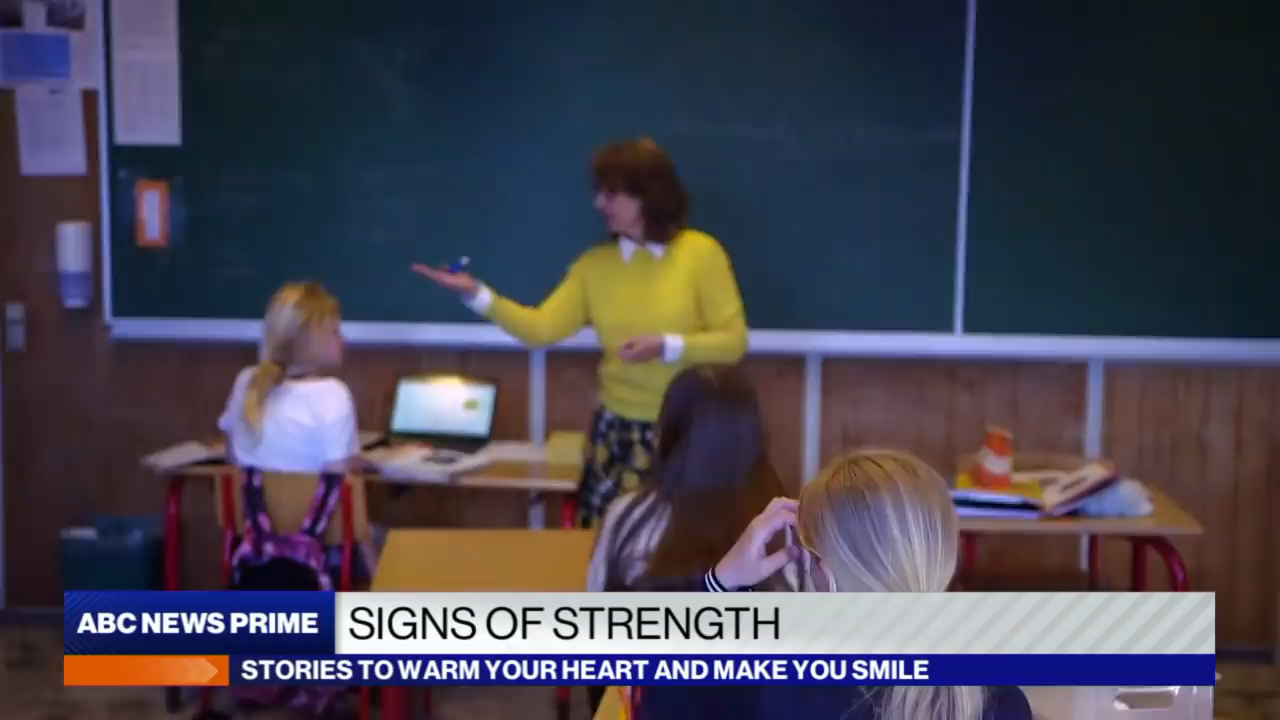 ABC NEWS PRIME
SIGNS OF STRENGTH
STORIES TO WARM YOUR HEART AND MAKE YOU SMILE